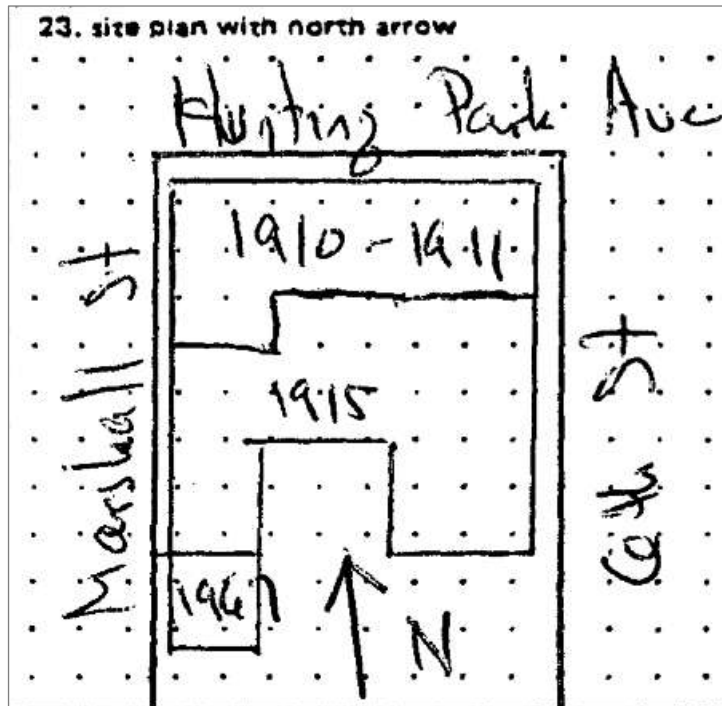 23. site plan with north arrow
Hunting Park Ave
1910-1911
Marshall St
6th St
1915
1967
N